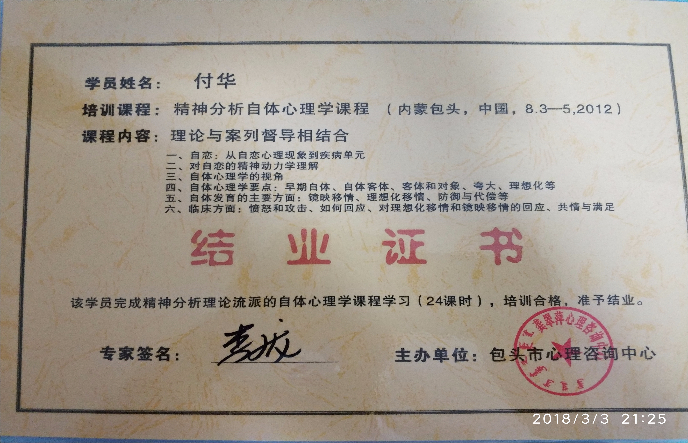 学员姓名： 付华
培训课程：精神分析自体心理学课程 （内蒙包头，中国，8.3—5,2012）
课程内容：理论与案列督导相结合
一、自恋：从自恋心理现象到疾病单元
二、对自恋的精神动力学理解
三、自体心理学的视角
四、自体心理学要点：早期自体、自体客体、客体和对象、夸大、理想化等
五、自体发育的主要方面：镜映移情、理想化移情、防御与代偿等
六、临床方面：愤怒和攻击、如何回应、对理想化移情和镜映移情的回应、共情与满足
结业证书
该学员完成精神分析理论流派的自体心理学课程学习（24课时），培训合格，准予结业。
专家签名：
主办单位：包头市心理咨询中心
2018/3/3 21:25